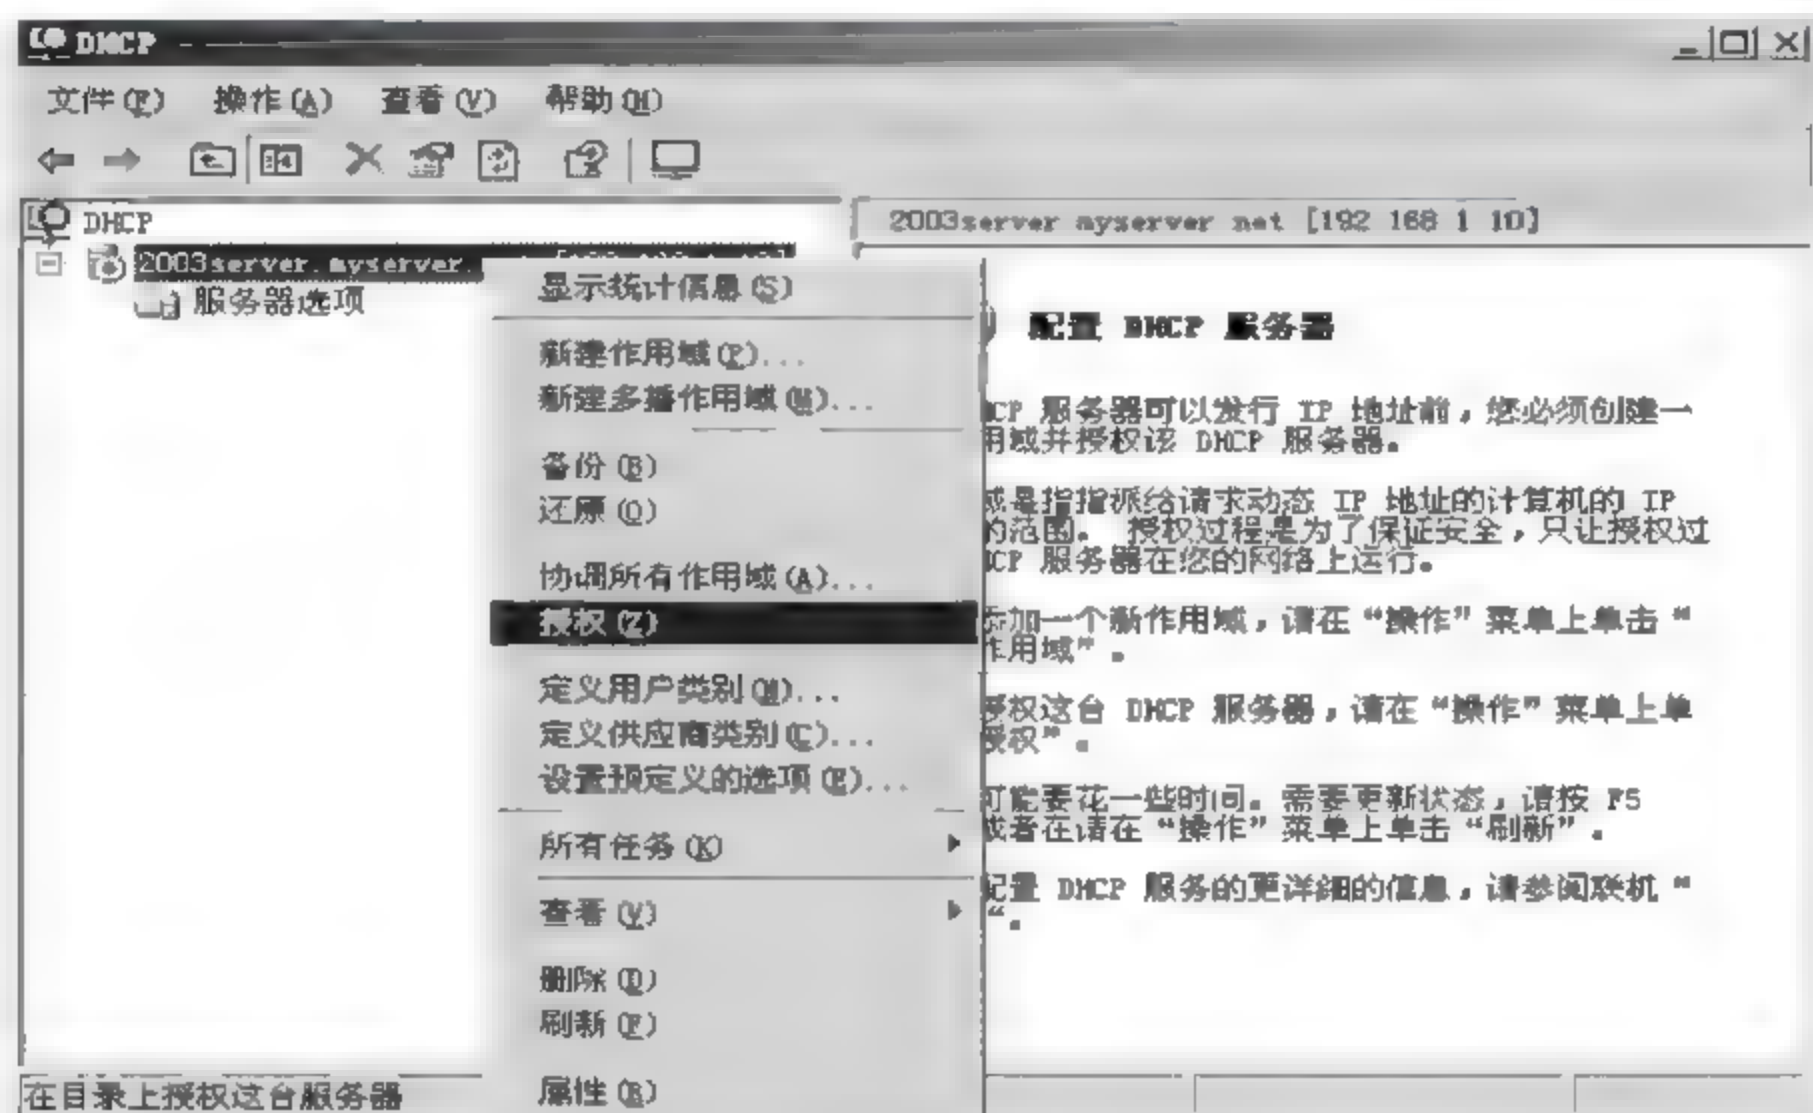 DHCP
文件(F) 操作(A) 查看(V) 帮助(H)
DHCP
2003server.myserver.
服务器选项
2003server myserver net [192 168 1 10]
显示统计信息(S)
新建作用域(P)...
新建多播作用域(M)...
备份(B)
还原(O)
协调所有作用域(A)...
授权(Z)
定义用户类别(U)...
定义供应商类别(C)...
设置预定义的选项(E)...
所有任务(K)
查看(V)
删除(D)
刷新(F)
属性(R)
配置 DHCP 服务器
CP 服务器可以发行 IP 地址前，您必须创建一
用域并授权该 DHCP 服务器。
或是指指派给请求动态 IP 地址的计算机的 IP
的范围。 授权过程是为了保证安全，只让授权过
CP 服务器在您的网络上运行。
添加一个新作用域，请在“操作”菜单上单击“
作用域”。
授权这台 DHCP 服务器，请在“操作”菜单上单
授权”。
可能要花一些时间。需要更新状态，请按 F5
或者在请在“操作”菜单上单击“刷新”。
配置 DHCP 服务的更详细的信息，请参阅联机“
“。
在目录上授权这台服务器